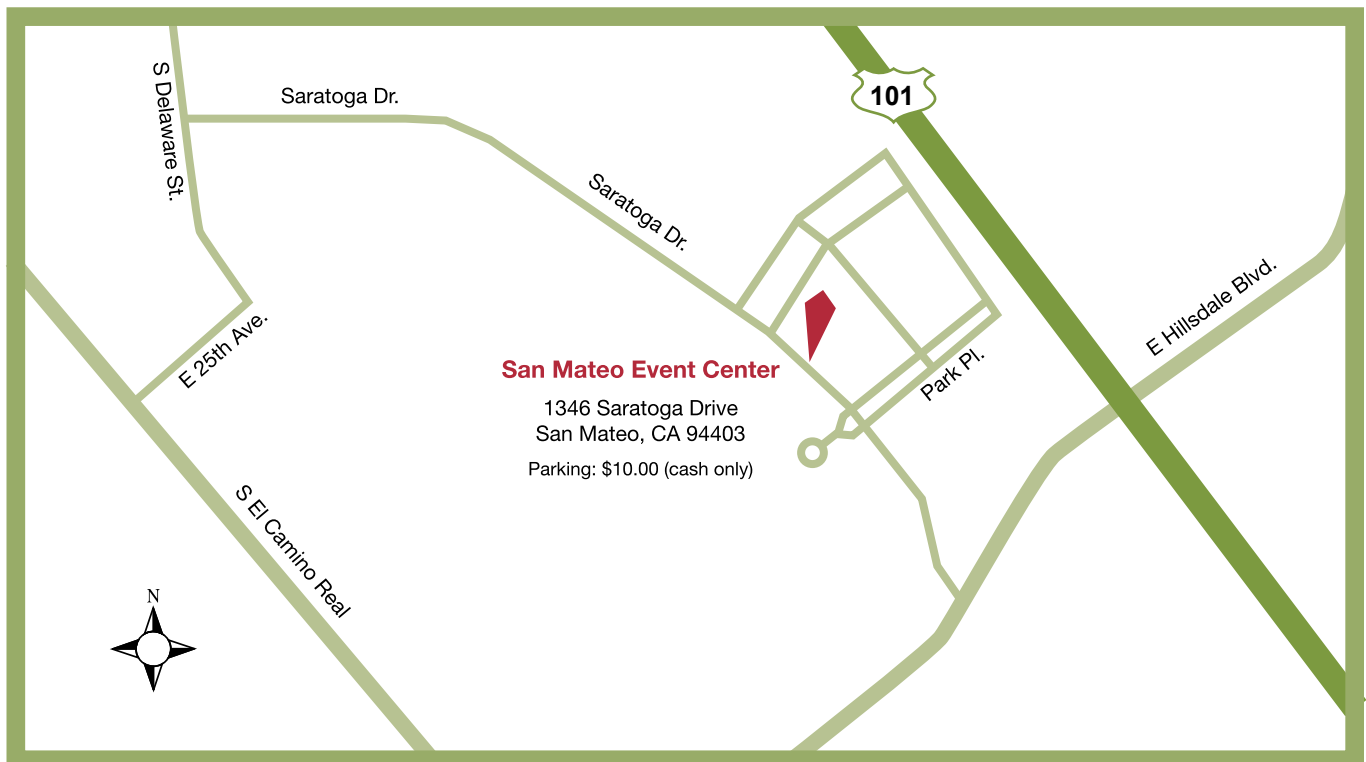 101
S Delaware St.
Saratoga Dr.
Saratoga Dr.
E Hillsdale Blvd.
E 25th Ave.
Park Pl.
San Mateo Event Center
1346 Saratoga Drive
San Mateo, CA 94403
Parking: $10.00 (cash only)
S El Camino Real
N